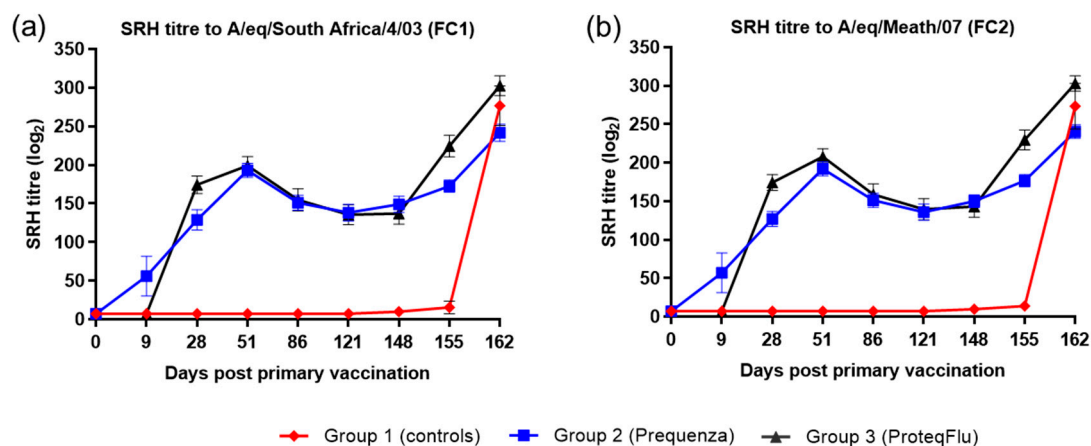 (a)
SRH titre to A/eq/South Africa/4/03 (FC1)
SRH titre (log2)
350
300
250
200
150
100
50
0
0 9 28 51 86 121 148 155 162
Days post primary vaccination
(b)
SRH titre to A/eq/Meath/07 (FC2)
SRH titre (log2)
350
300
250
200
150
100
50
0
0 9 28 51 86 121 148 155 162
Days post primary vaccination
Group 1 (controls) Group 2 (Prequenza) Group 3 (ProteqFlu)